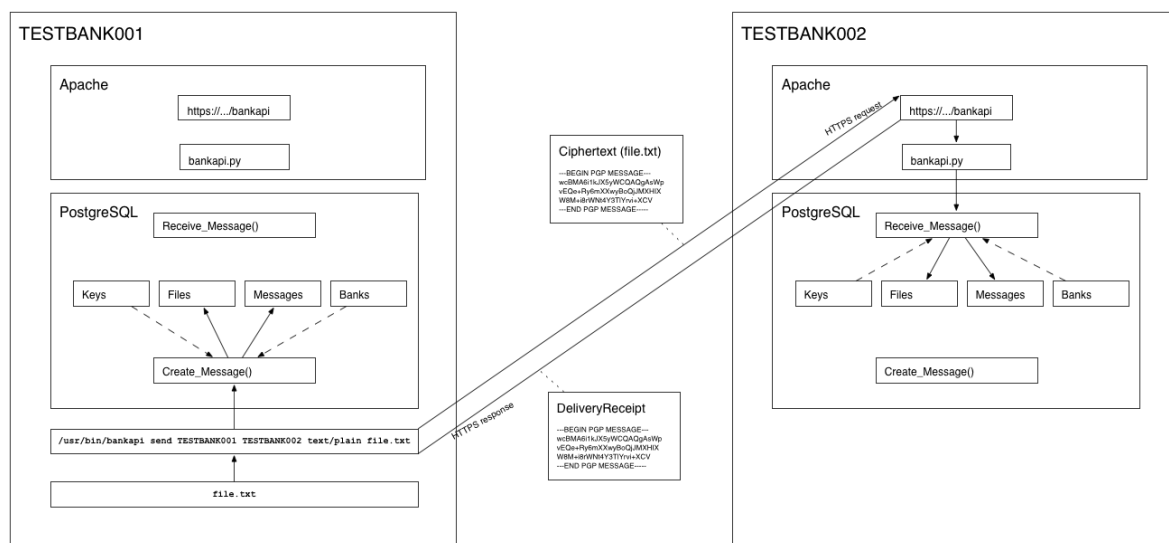 TESTBANK001
Apache
https://.../bankapi
bankapi.py
PostgreSQL
Receive_Message()
Keys
Files
Messages
Banks
Create_Message()
/usr/bin/bankapi send TESTBANK001 TESTBANK002 text/plain file.txt
file.txt
HTTPS request
Ciphertext (file.txt)
---BEGIN PGP MESSAGE---
wcBMA6i1kJX5yWCQAQgAsWp
vEQe+Ry6mXXwyBoQjJMXHIX
W8M+i8rWNt4Y3TlYrvi+XCV
---END PGP MESSAGE-----
HTTPS response
DeliveryReceipt
---BEGIN PGP MESSAGE---
wcBMA6i1kJX5yWCQAQgAsWp
vEQe+Ry6mXXwyBoQjJMXHIX
W8M+i8rWNt4Y3TlYrvi+XCV
---END PGP MESSAGE-----
TESTBANK002
Apache
https://.../bankapi
bankapi.py
PostgreSQL
Receive_Message()
Keys
Files
Messages
Banks
Create_Message()